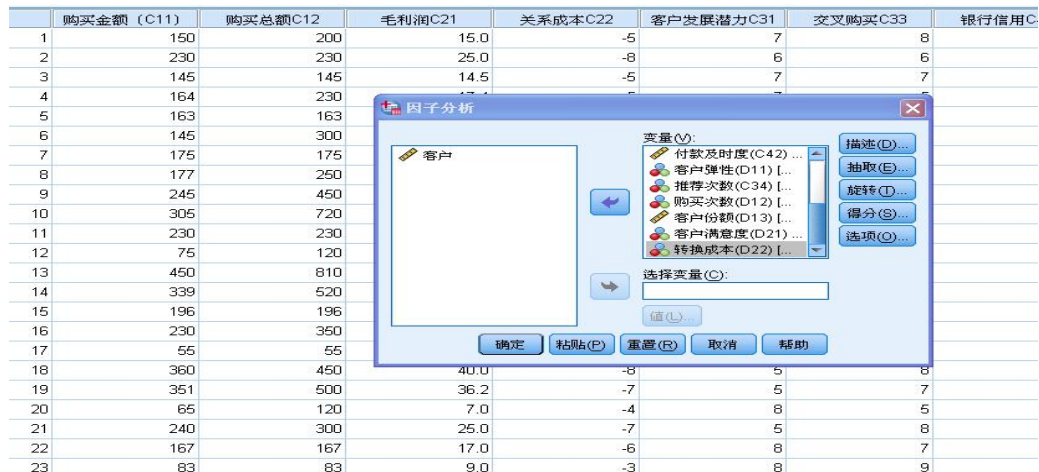 购买金额（C11） 购买总额C12 毛利润C21 关系成本C22 客户发展潜力C31 交叉购买C33 银行信用C
1 150 200 15.0 -5 7 8
2 230 230 25.0 -8 6 6
3 145 145 14.5 -5 7 7
4 164 230
5 163 163
6 145 300
7 175 175
8 177 250
9 245 450
10 305 720
11 230 230
12 75 120
13 450 810
14 339 520
15 196 196
16 230 350
17 55 55
18 360 450 40.0 -8 5 8
19 351 500 36.2 -7 5 7
20 65 120 7.0 -4 8 5
21 240 300 25.0 -7 5 8
22 167 167 17.0 -6 8 7
23 83 83 9.0 -3 8 9
因子分析
客户
变量(V):
付款及时度(C42) ...
客户弹性(D11) [...
推荐次数(C34) [...
购买次数(D12) [...
客户份额(D13) [...
客户满意度(D21) ...
转换成本(D22) [...
描述(D)...
抽取(E)...
旋转(T)...
得分(S)...
选项(O)...
选择变量(C):
值(L)...
确定 粘贴(P) 重置(R) 取消 帮助